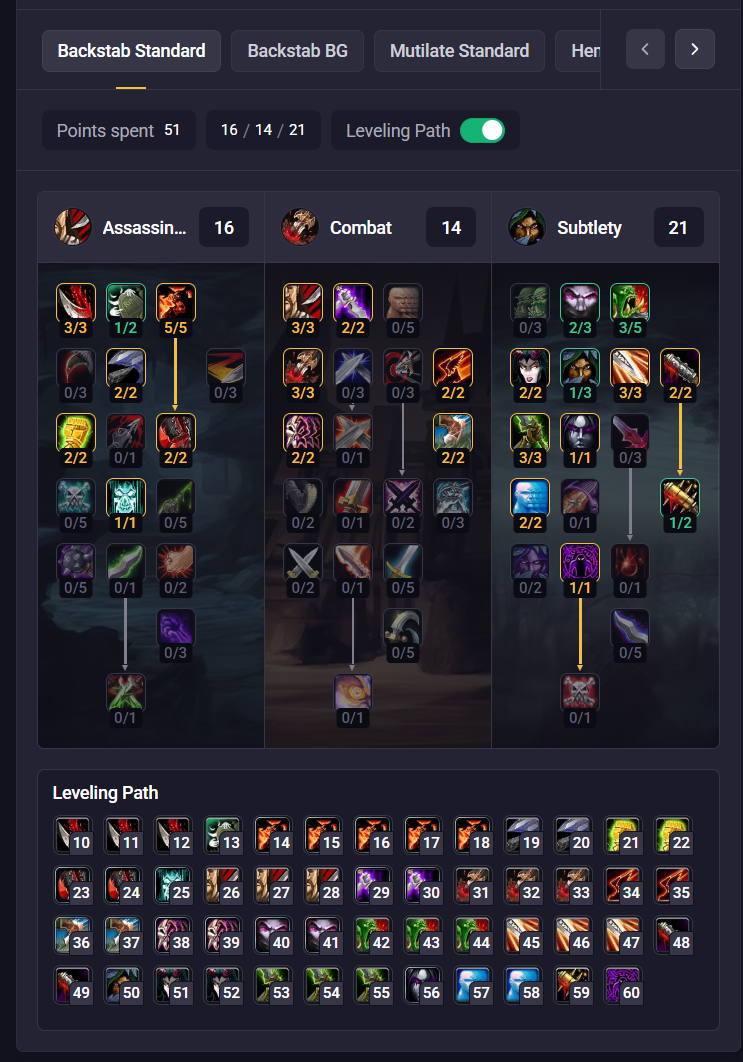 Backstab Standard Backstab BG Mutilate Standard Hen
Points spent 51 16 / 14 / 21 Leveling Path
Assassin... 16 Combat 14 Subtlety 21
3/3 1/2 5/5 3/3 2/2 0/5 0/3 2/3 3/5
0/3 2/2 0/3 3/3 0/3 0/3 2/2 2/2 1/3 3/3 2/2
2/2 0/1 2/2 2/2 0/1 2/2 3/3 1/1 0/3
0/5 1/1 0/5 0/2 0/1 0/2 0/3 2/2 0/1 1/2
0/5 0/1 0/2 0/2 0/1 0/5 0/2 1/1 0/1
0/3 0/5 0/5
0/1 0/1 0/1
Leveling Path
10 11 12 13 14 15 16 17 18 19 20 21 22
23 24 25 26 27 28 29 30 31 32 33 34 35
36 37 38 39 40 41 42 43 44 45 46 47 48
49 50 51 52 53 54 55 56 57 58 59 60